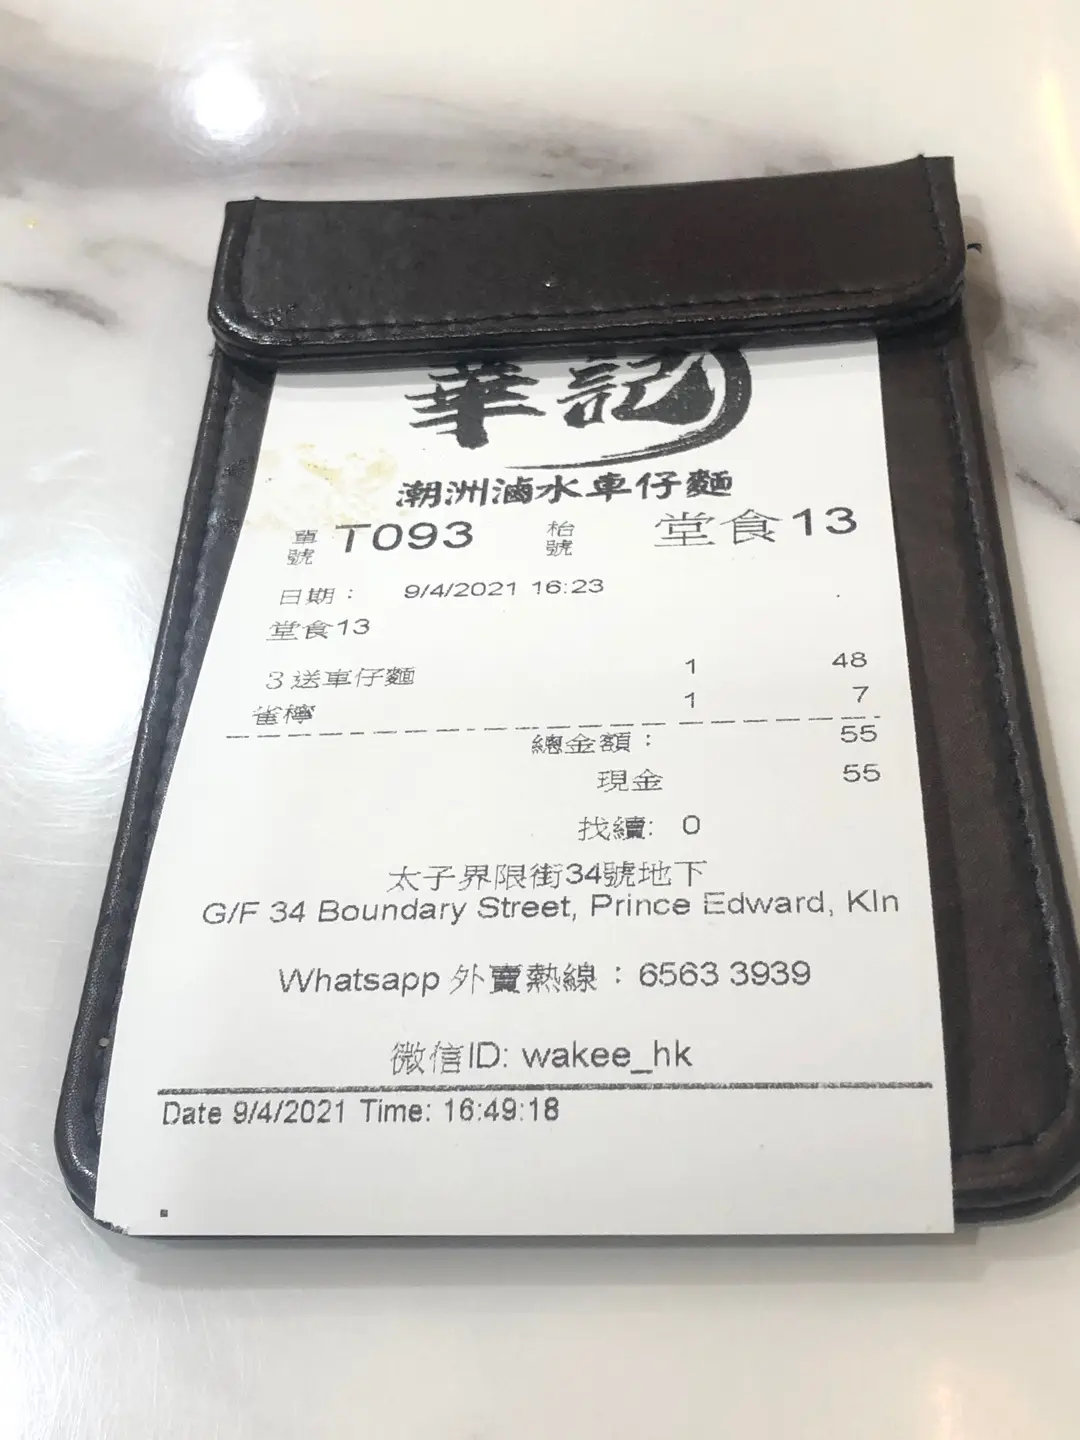 華記
潮洲滷水車仔麵
單號 T093 枱號 堂食13
日期： 9/4/2021 16:23
堂食13
3送車仔麵 1 48
雀檸 1 7
總金額： 55
現金 55
找續: 0
太子界限街34號地下
G/F 34 Boundary Street, Prince Edward, Kln
Whatsapp 外賣熱線：6563 3939
微信ID: wakee_hk
Date 9/4/2021 Time: 16:49:18